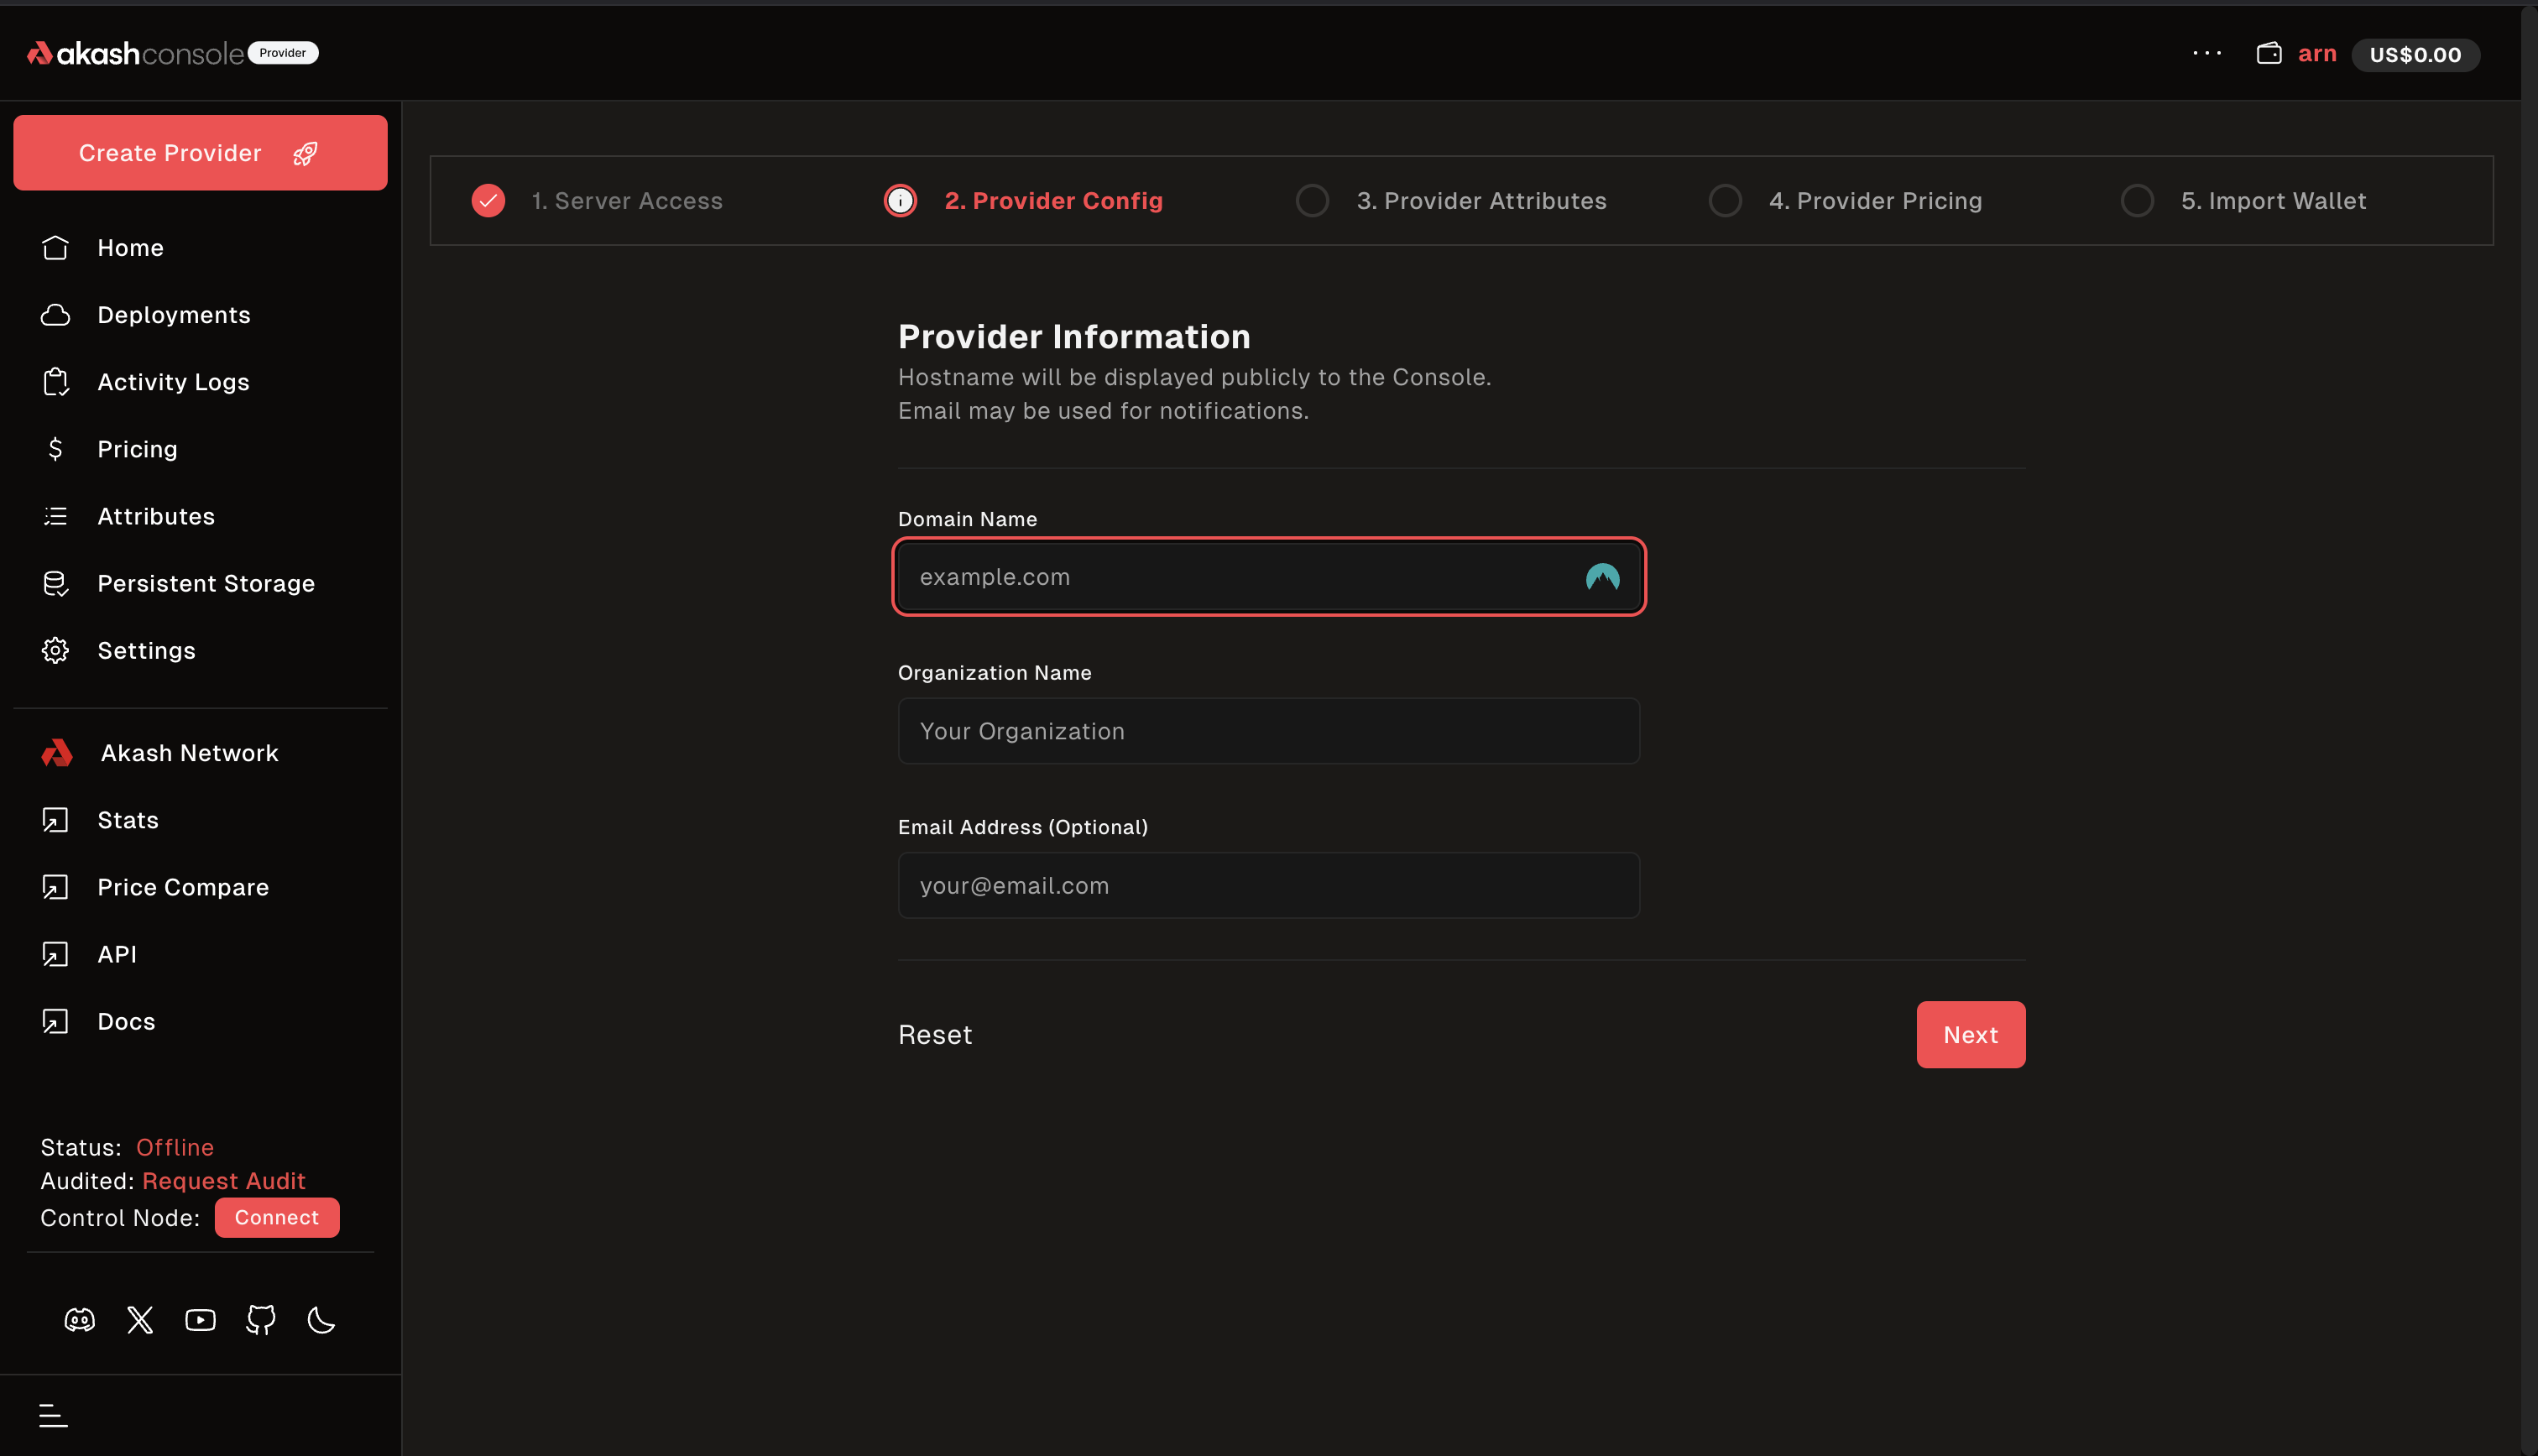 akashconsole Provider
arn US$0.00
Create Provider
Home
Deployments
Activity Logs
Pricing
Attributes
Persistent Storage
Settings
Akash Network
Stats
Price Compare
API
Docs
Status: Offline
Audited: Request Audit
Control Node: Connect
1. Server Access
2. Provider Config
3. Provider Attributes
4. Provider Pricing
5. Import Wallet
Provider Information
Hostname will be displayed publicly to the Console.
Email may be used for notifications.
Domain Name
example.com
Organization Name
Your Organization
Email Address (Optional)
your@email.com
Reset
Next